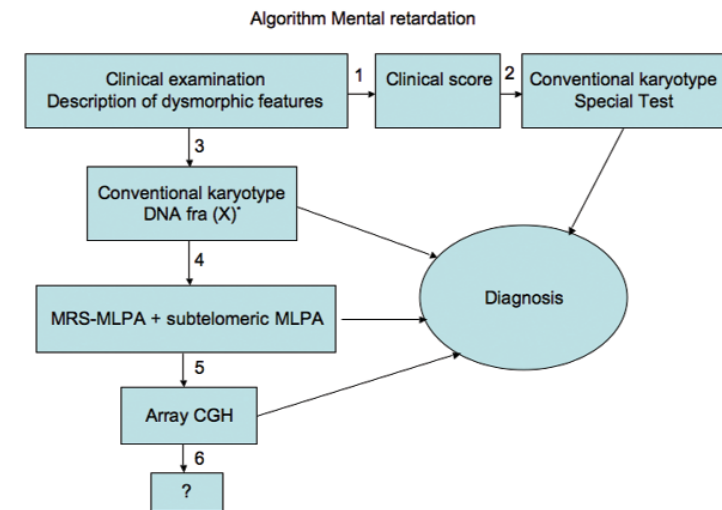 Algorithm Mental retardation
Clinical examination
Description of dysmorphic features
1
Clinical score
2
Conventional karyotype
Special Test
3
Conventional karyotype
DNA fra (X)*
4
MRS-MLPA + subtelomeric MLPA
Diagnosis
5
Array CGH
6
?